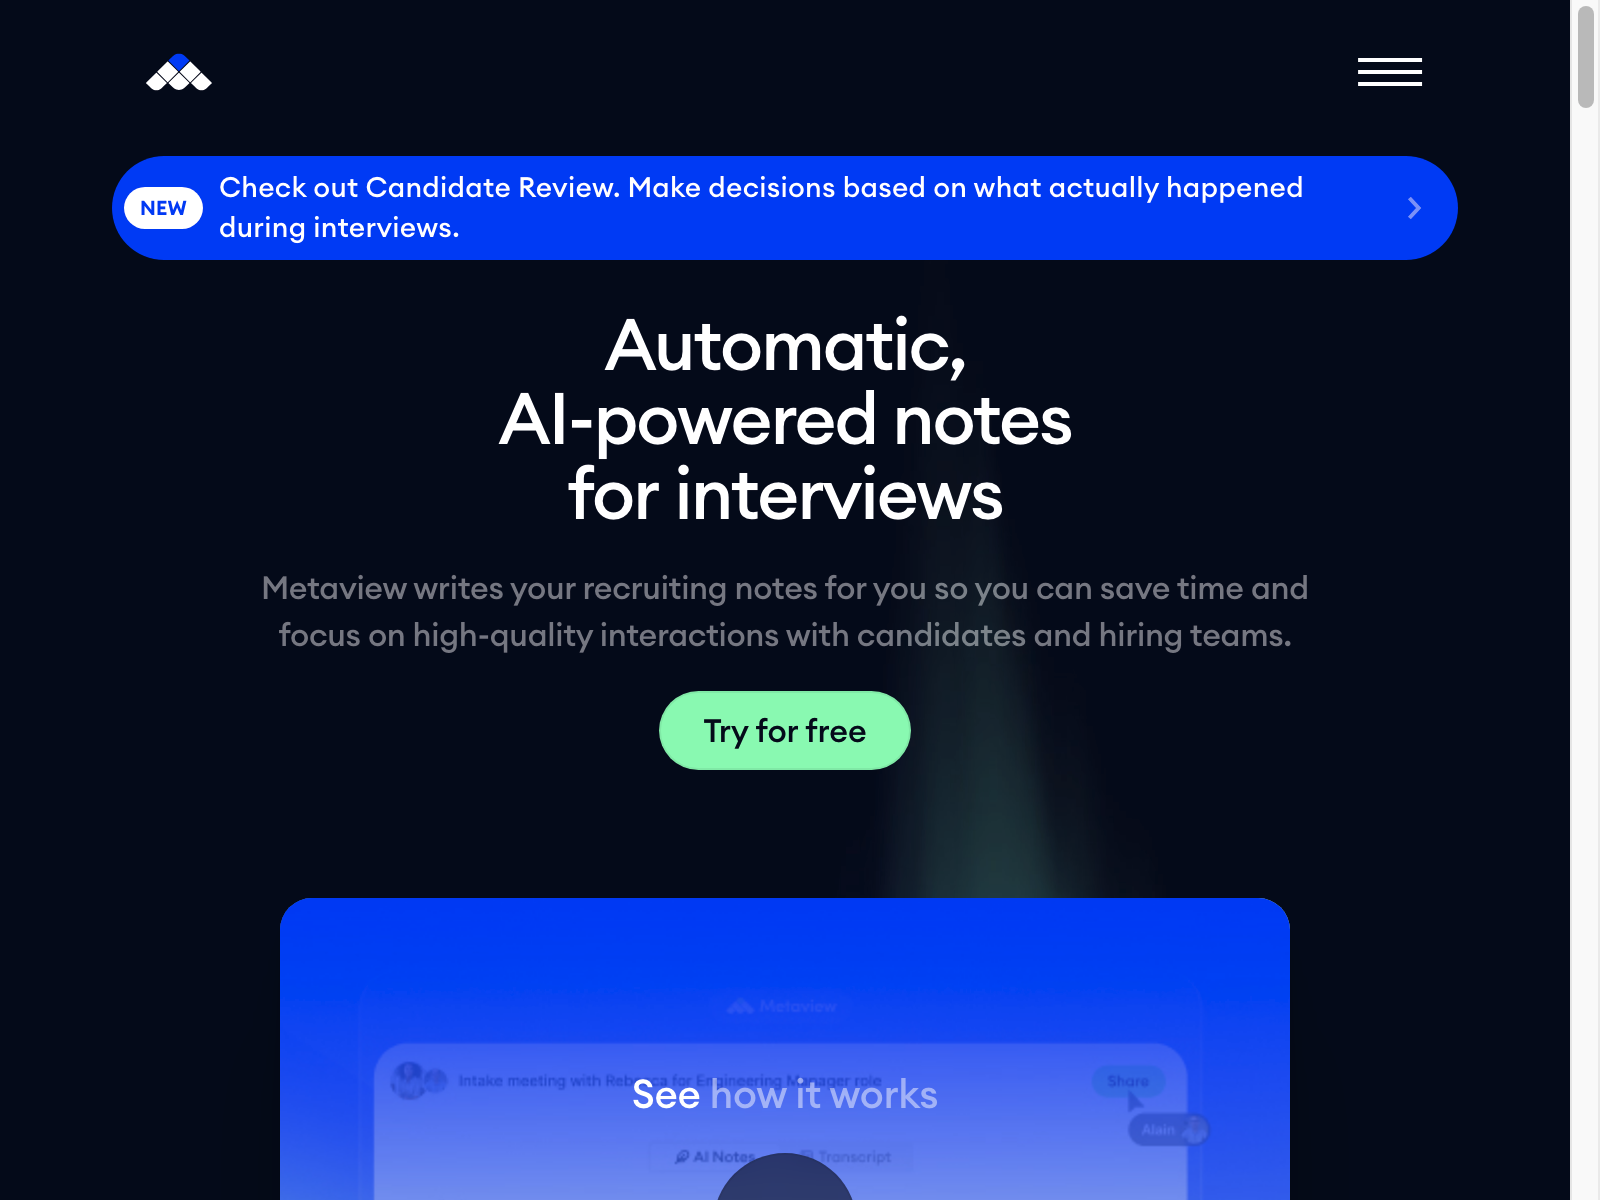 NEW
Check out Candidate Review. Make decisions based on what actually happened
during interviews.
Automatic,
AI-powered notes
for interviews
Metaview writes your recruiting notes for you so you can save time and
focus on high-quality interactions with candidates and hiring teams.
Try for free
Metaview
Intake meeting with Rebecca for Engineering Manager role
Share
See how it works
Alain
AI Notes
Transcript